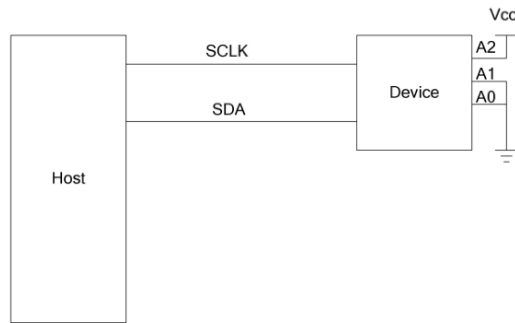 Vcc
SCLK
A2
A1
Device
A0
SDA
Host